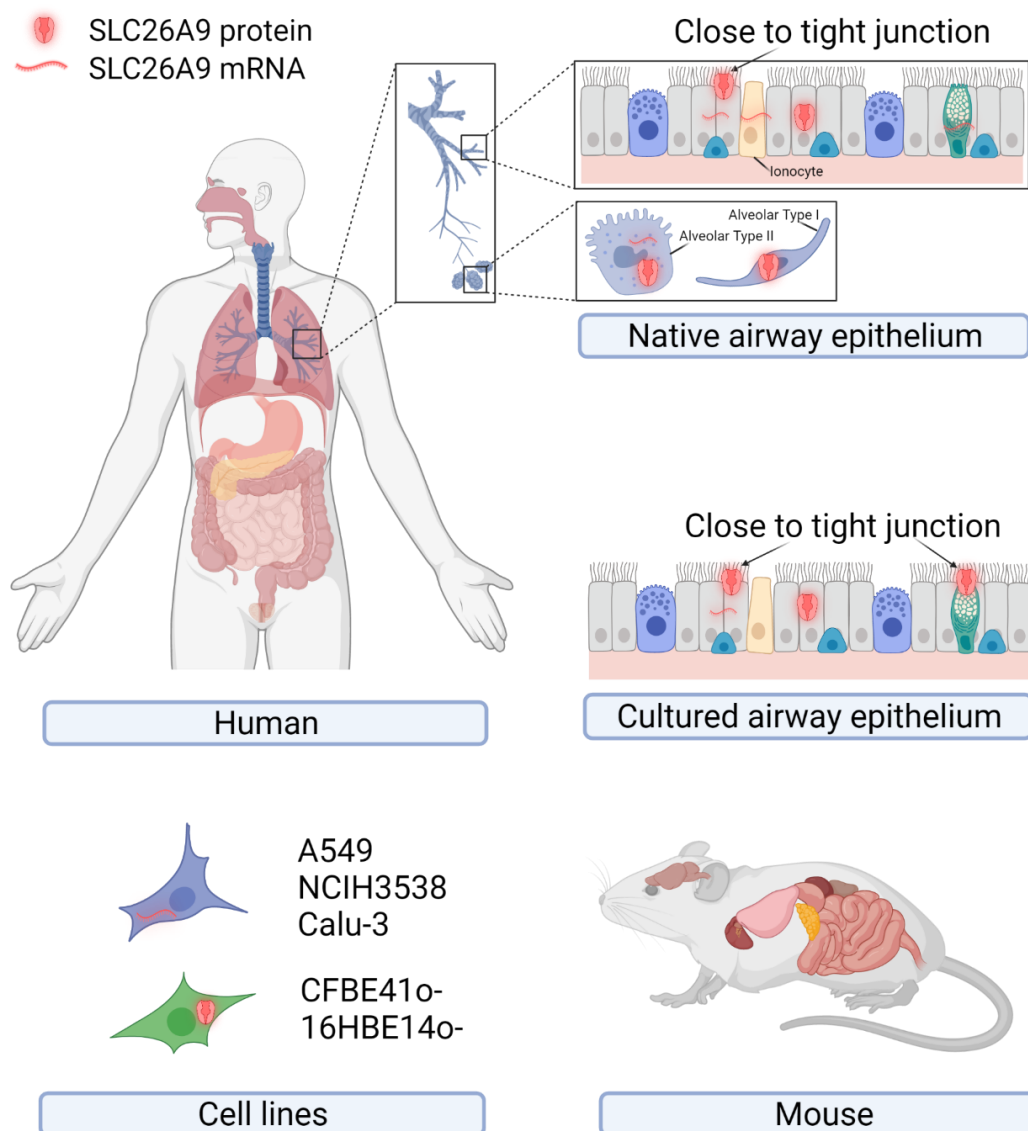 SLC26A9 protein
SLC26A9 mRNA
Close to tight junction
Ionocyte
Alveolar Type I
Alveolar Type II
Native airway epithelium
Close to tight junction
Human
Cultured airway epithelium
A549
NCIH3538
Calu-3
CFBE41o-
16HBE14o-
Cell lines
Mouse